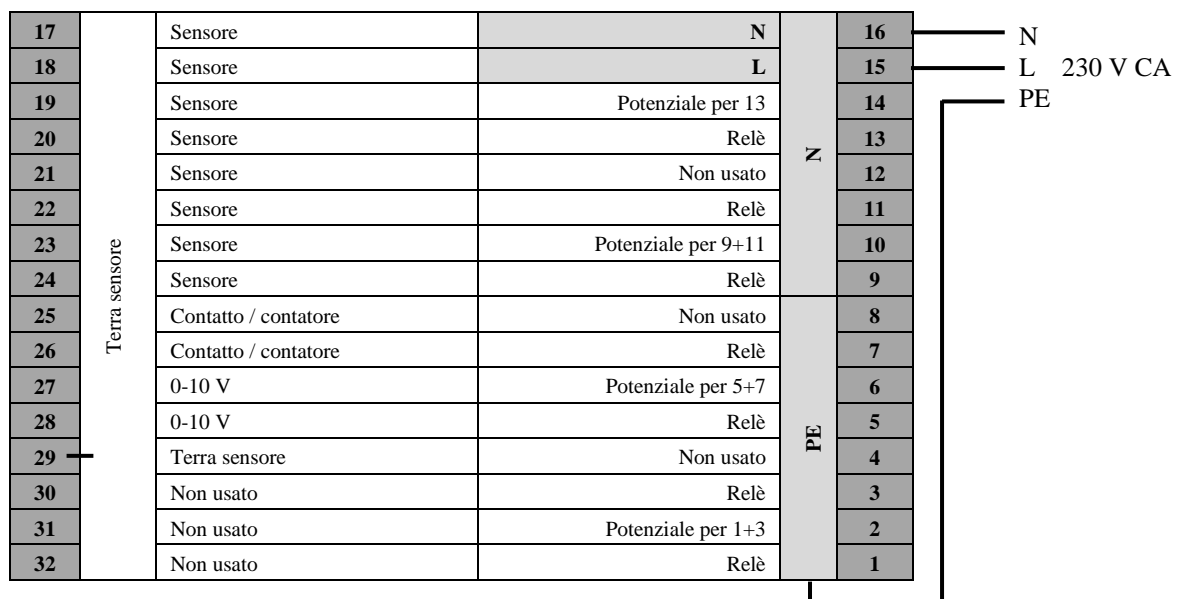 17 Sensore N 16 N
18 Sensore L 15 L 230 V CA
19 Sensore Potenziale per 13 14 PE
20 Sensore Relè 13
N
21 Sensore Non usato 12
22 Sensore Relè 11
23 Sensore Potenziale per 9+11 10
24 Sensore Relè 9
Terra sensore
25 Contatto / contatore Non usato 8
26 Contatto / contatore Relè 7
27 0-10 V Potenziale per 5+7 6
28 0-10 V Relè 5
PE
29 Terra sensore Non usato 4
30 Non usato Relè 3
31 Non usato Potenziale per 1+3 2
32 Non usato Relè 1